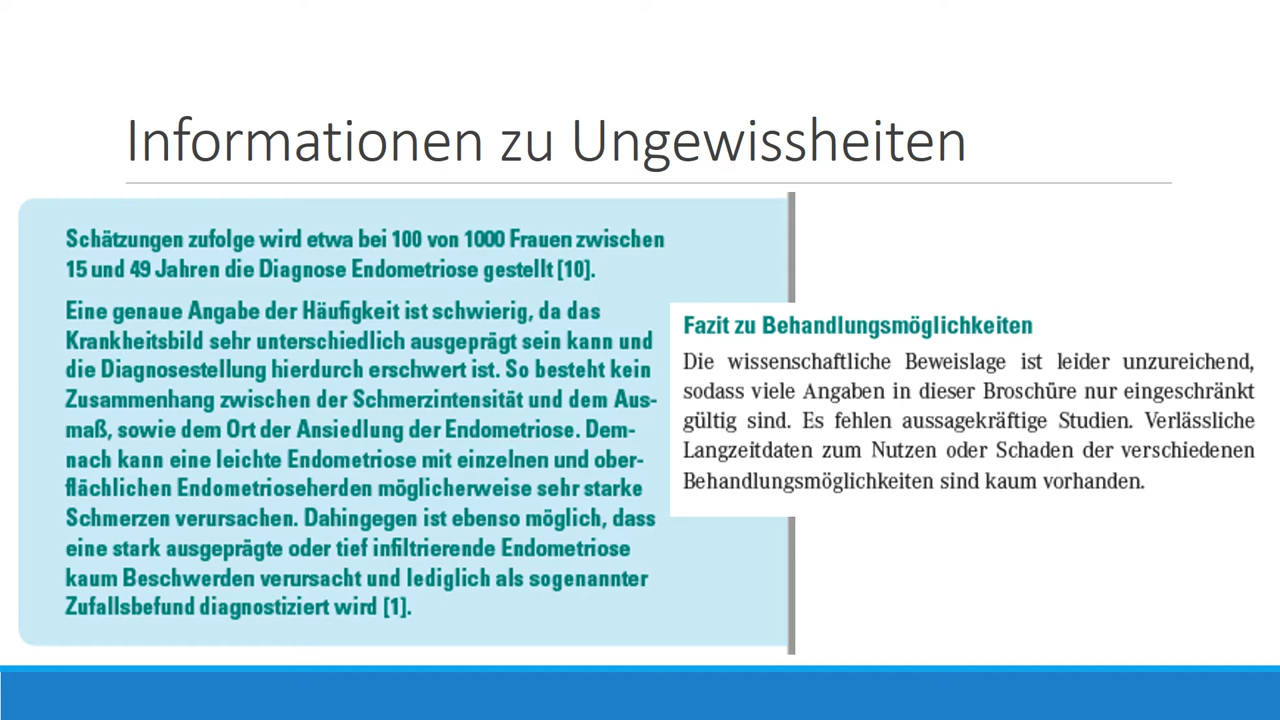 Informationen zu Ungewissheiten
Schätzungen zufolge wird etwa bei 100 von 1000 Frauen zwischen
15 und 49 Jahren die Diagnose Endometriose gestellt [10].
Eine genaue Angabe der Häufigkeit ist schwierig, da das
Krankheitsbild sehr unterschiedlich ausgeprägt sein kann und
die Diagnosestellung hierdurch erschwert ist. So besteht kein
Zusammenhang zwischen der Schmerzintensität und dem Aus-
maß, sowie dem Ort der Ansiedlung der Endometriose. Dem-
nach kann eine leichte Endometriose mit einzelnen und ober-
flächlichen Endometrioseherden möglicherweise sehr starke
Schmerzen verursachen. Dahingegen ist ebenso möglich, dass
eine stark ausgeprägte oder tief infiltrierende Endometriose
kaum Beschwerden verursacht und lediglich als sogenannter
Zufallsbefund diagnostiziert wird [1].
Fazit zu Behandlungsmöglichkeiten
Die wissenschaftliche Beweislage ist leider unzureichend,
sodass viele Angaben in dieser Broschüre nur eingeschränkt
gültig sind. Es fehlen aussagekräftige Studien. Verlässliche
Langzeitdaten zum Nutzen oder Schaden der verschiedenen
Behandlungsmöglichkeiten sind kaum vorhanden.